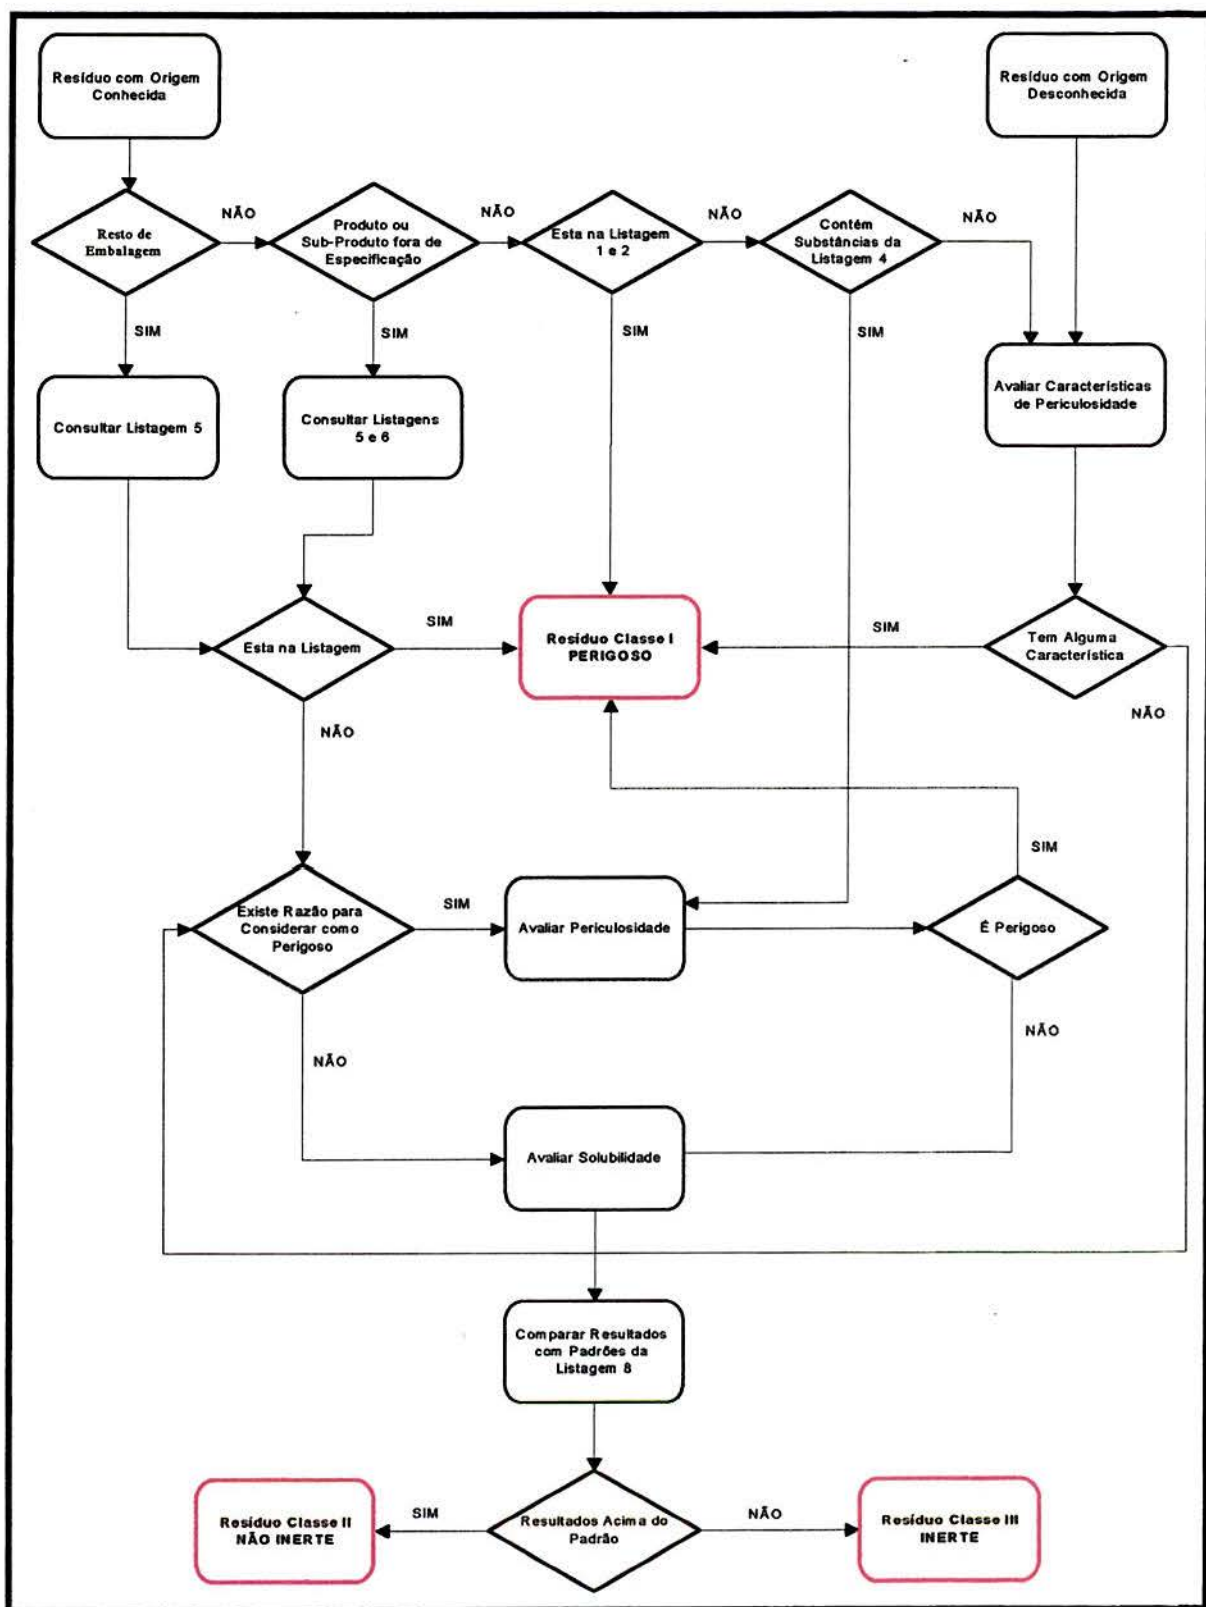 Resíduo com Origem
Conhecida
Resíduo com Origem
Desconhecida
Resto de
Embalagem
NÃO
Produto ou
Sub-Produto fora de
Especificação
NÃO
Esta na Listagem
1 e 2
NÃO
Contém
Substâncias da
Listagem 4
NÃO
SIM
SIM
SIM
SIM
Consultar Listagem 5
Consultar Listagens
5 e 6
Avaliar Características
de Periculosidade
Esta na Listagem
SIM
Resíduo Classe I
PERIGOSO
SIM
Tem Alguma
Característica
NÃO
NÃO
SIM
Existe Razão para
Considerar como
Perigoso
SIM
Avaliar Periculosidade
É Perigoso
NÃO
NÃO
Avaliar Solubilidade
Comparar Resultados
com Padrões da
Listagem 8
Resíduo Classe II
NÃO INERTE
SIM
Resultados Acima do
Padrão
NÃO
Resíduo Classe III
INERTE